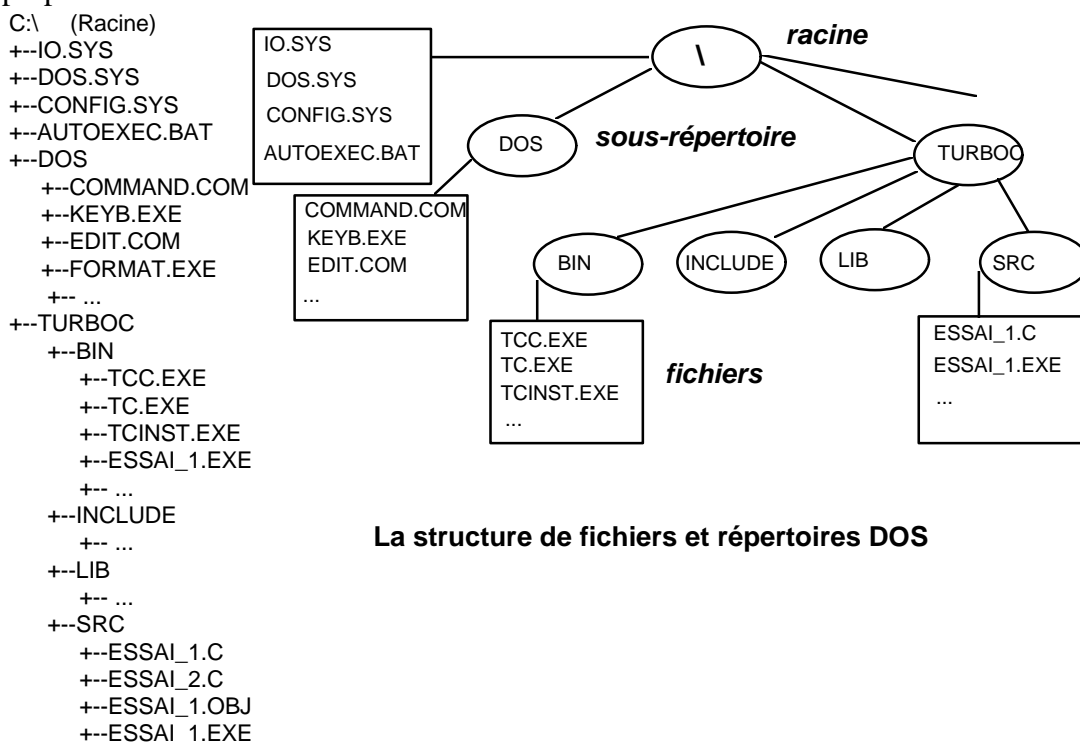 C:\ (Racine)
+--IO.SYS
+--DOS.SYS
+--CONFIG.SYS
+--AUTOEXEC.BAT
+--DOS
+--COMMAND.COM
+--KEYB.EXE
+--EDIT.COM
+--FORMAT.EXE
+-- ...
+--TURBOC
+--BIN
+--TCC.EXE
+--TC.EXE
+--TCINST.EXE
+--ESSAI_1.EXE
+-- ...
+--INCLUDE
+-- ...
+--LIB
+-- ...
+--SRC
+--ESSAI_1.C
+--ESSAI_2.C
+--ESSAI_1.OBJ
+--ESSAI_1.EXE
IO.SYS
DOS.SYS
CONFIG.SYS
AUTOEXEC.BAT
\
racine
DOS
sous-répertoire
TURBOC
COMMAND.COM
KEYB.EXE
EDIT.COM
...
BIN
INCLUDE
LIB
SRC
TCC.EXE
TC.EXE
TCINST.EXE
...
fichiers
ESSAI_1.C
ESSAI_1.EXE
...
La structure de fichiers et répertoires DOS